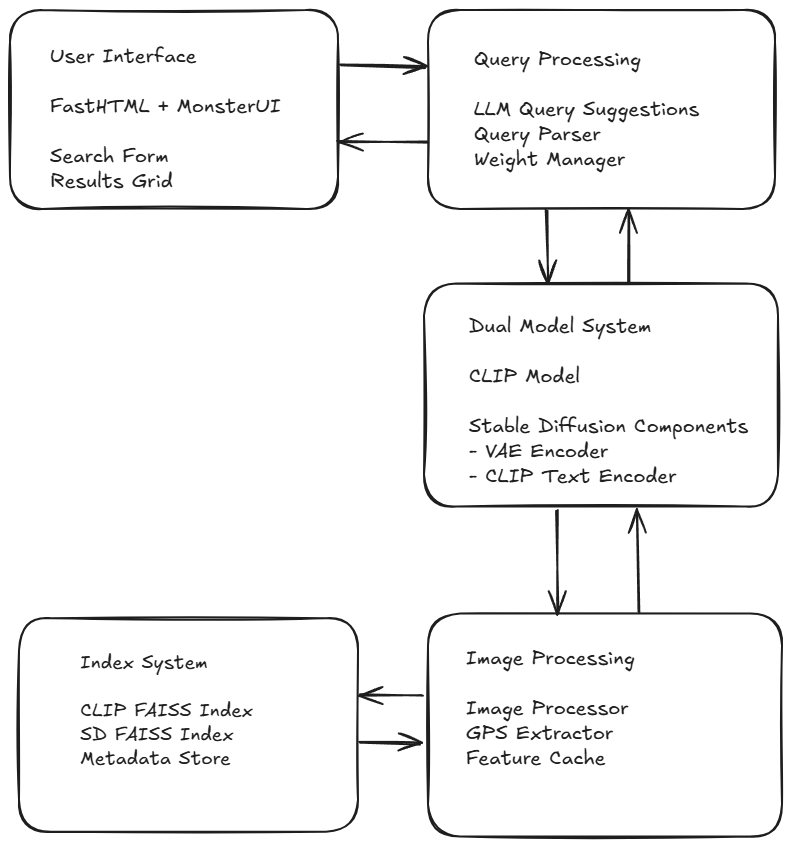 User Interface
FastHTML + MonsterUI
Search Form
Results Grid
Query Processing
LLM Query Suggestions
Query Parser
Weight Manager
Dual Model System
CLIP Model
Stable Diffusion Components
- VAE Encoder
- CLIP Text Encoder
Index System
CLIP FAISS Index
SD FAISS Index
Metadata Store
Image Processing
Image Processor
GPS Extractor
Feature Cache